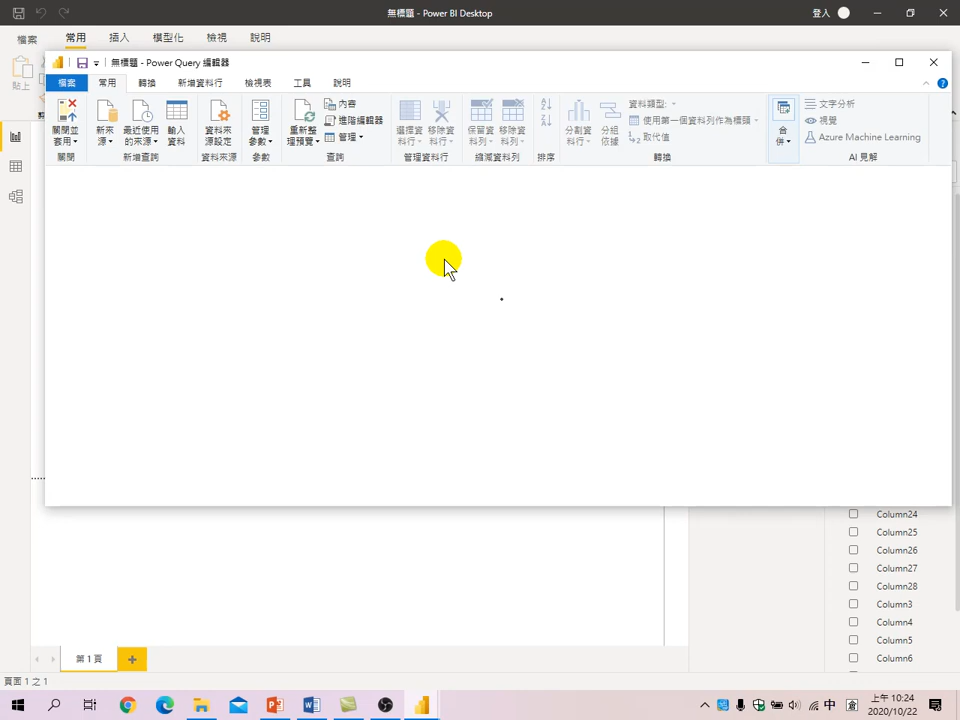 無標題 - Power BI Desktop
登入
檔案
常用
插入
模型化
檢視
說明
貼上
無標題 - Power Query 編輯器
檔案
常用
轉換
新增資料行
檢視表
工具
說明
關閉並套用
新來源
最近使用的來源
輸入資料
資料來源設定
管理參數
重新整理預覽
內容
進階編輯器
管理
選擇資料行
移除資料行
保留資料列
移除資料列
分割資料行
分組依據
資料類型:
使用第一個資料列作為標頭
取代值
合併
文字分析
視覺
Azure Machine Learning
關閉
新增查詢
資料來源
參數
查詢
管理資料行
縮減資料列
排序
轉換
AI 見解
Column24
Column25
Column26
Column27
Column28
Column3
Column4
Column5
Column6
第 1 頁
頁面 1 之 1
中
上午 10:24
2020/10/22